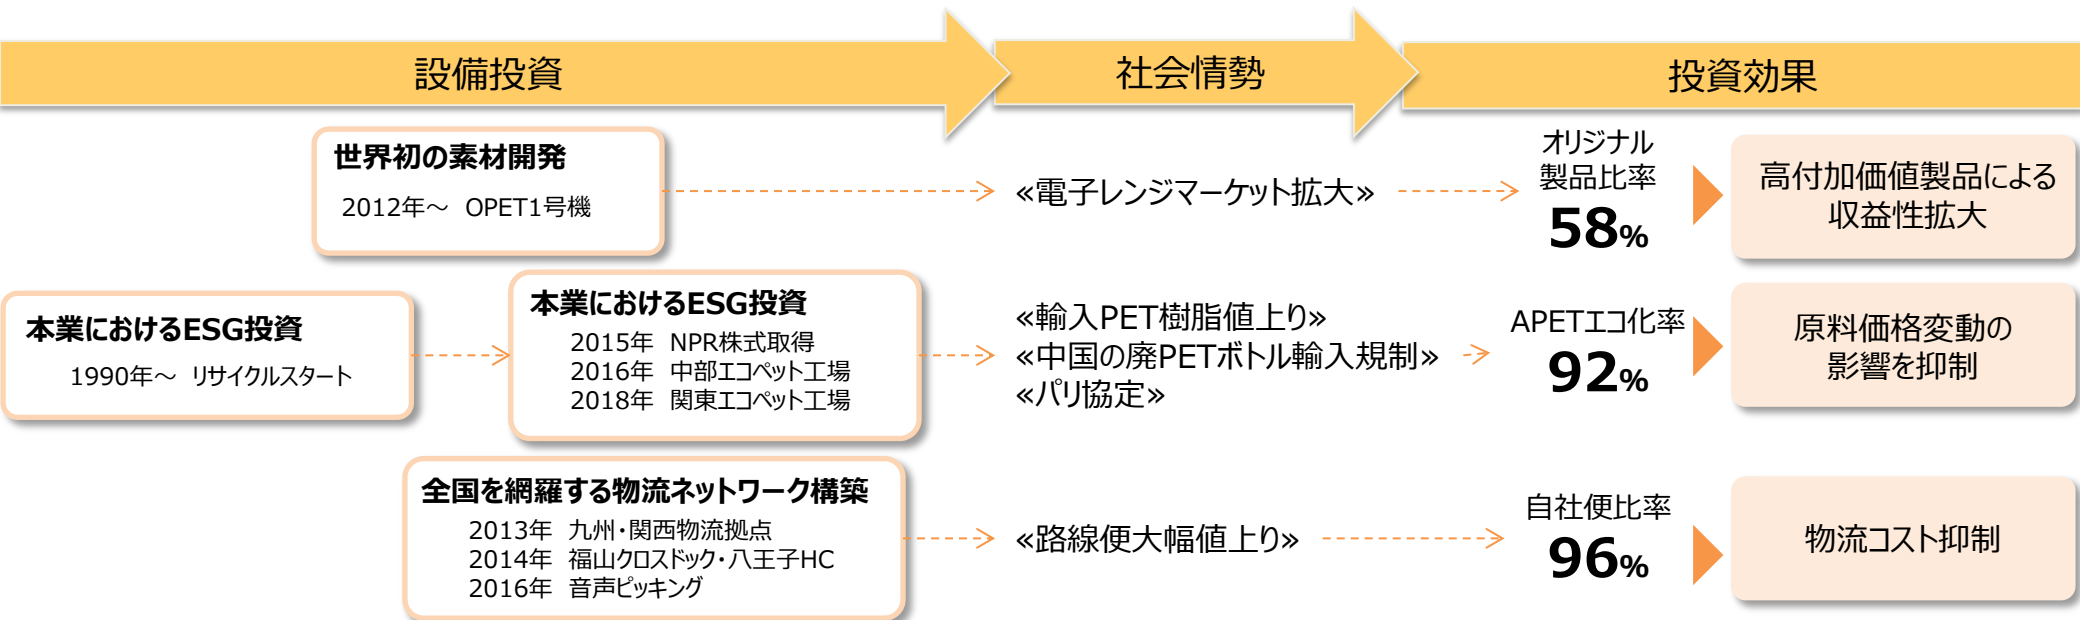 設備投資
社会情勢
投資効果
世界初の素材開発
2012年～ OPET1号機
≪電子レンジマーケット拡大≫
オリジナル
製品比率
58%
高付加価値製品による
収益性拡大
本業におけるESG投資
1990年～ リサイクルスタート
本業におけるESG投資
2015年 NPR株式取得
2016年 中部エコペット工場
2018年 関東エコペット工場
≪輸入PET樹脂値上り≫
≪中国の廃PETボトル輸入規制≫
≪パリ協定≫
APETエコ化率
92%
原料価格変動の
影響を抑制
全国を網羅する物流ネットワーク構築
2013年 九州・関西物流拠点
2014年 福山クロスドック・八王子HC
2016年 音声ピッキング
≪路線便大幅値上り≫
自社便比率
96%
物流コスト抑制